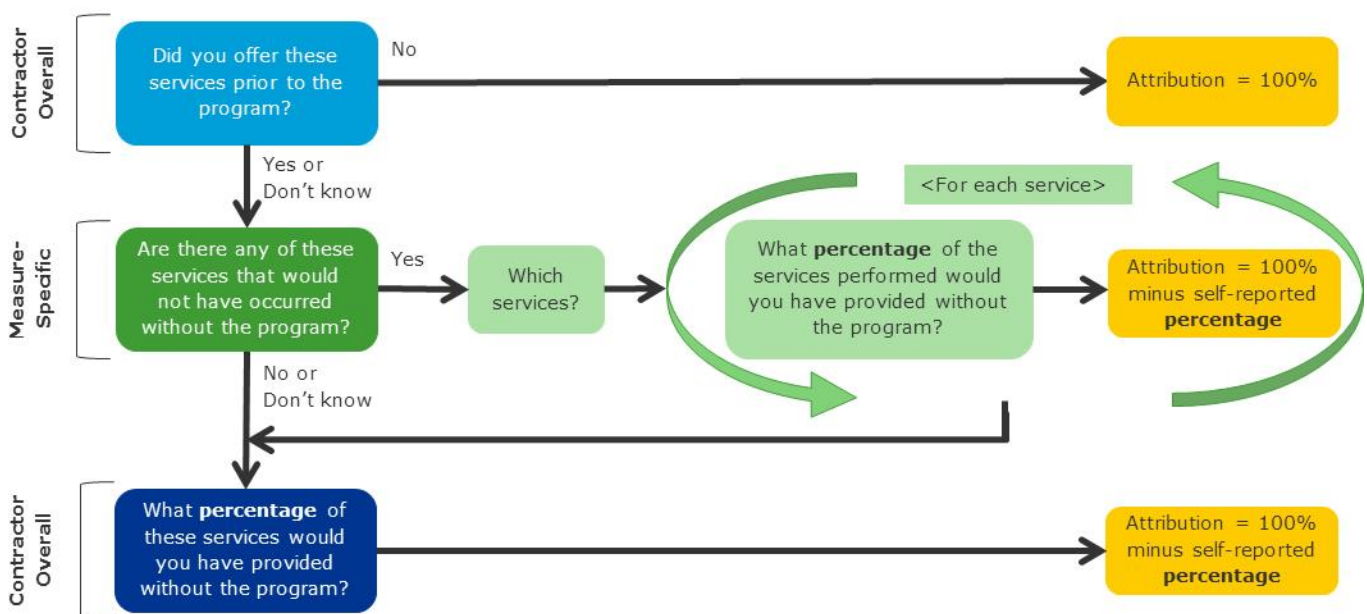 Contractor
Overall
Did you offer these
services prior to the
program?
No
Attribution = 100%
Yes or
Don't know
Measure-
Specific
Are there any of these
services that would
not have occurred
without the program?
Yes
Which
services?
<For each service>
What percentage of the
services performed would
you have provided without
the program?
Attribution = 100%
minus self-reported
percentage
No or
Don't know
Contractor
Overall
What percentage of
these services would
you have provided
without the program?
Attribution = 100%
minus self-reported
percentage